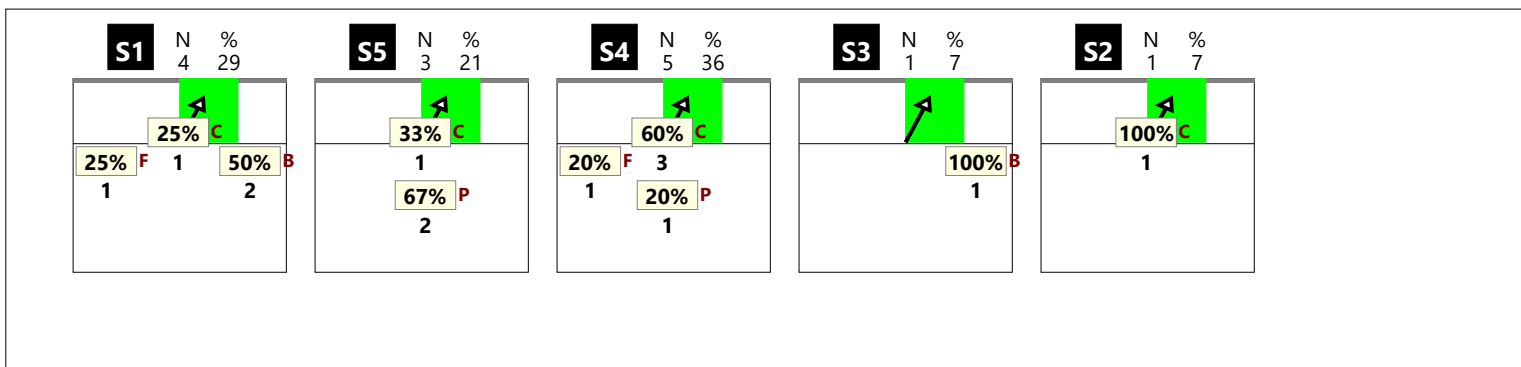 S1 N % S5 N % S4 N % S3 N % S2 N %
4 29 3 21 5 36 1 7 1 7
25% C 33% C 60% C 100% C
25% F 1 50% B 1 20% F 3 100% B 1
1 2 67% P 1 20% P 1
2 1